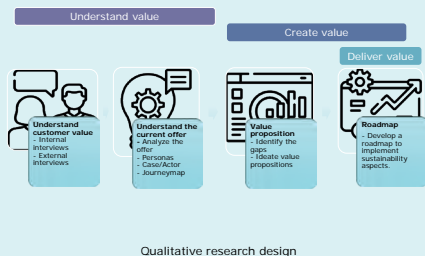 Understand value
Create value
Deliver value
Understand
customer value
- Internal
interviews
- External
interviews
Understand the
current offer
- Analyze the
offer
- Personas
- Case/Actor
- Journeymap
Value
proposition
- Identify the
gaps
- Ideate value
propositions
Roadmap
- Develop a
roadmap to
implement
sustainability
aspects.
Qualitative research design